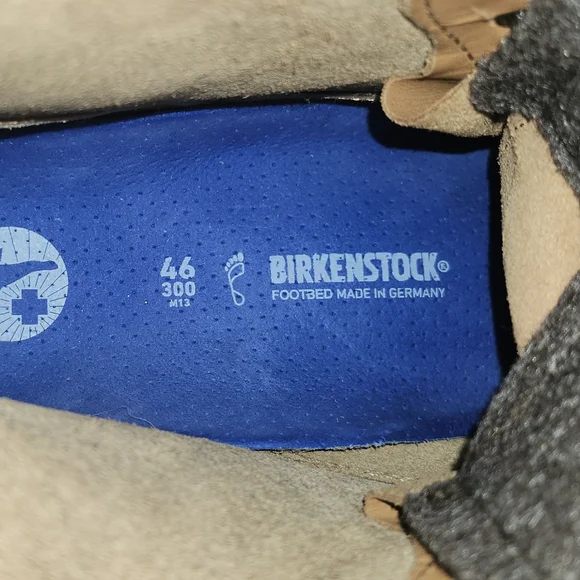 46
300
M13
BIRKENSTOCK®
FOOTBED MADE IN GERMANY